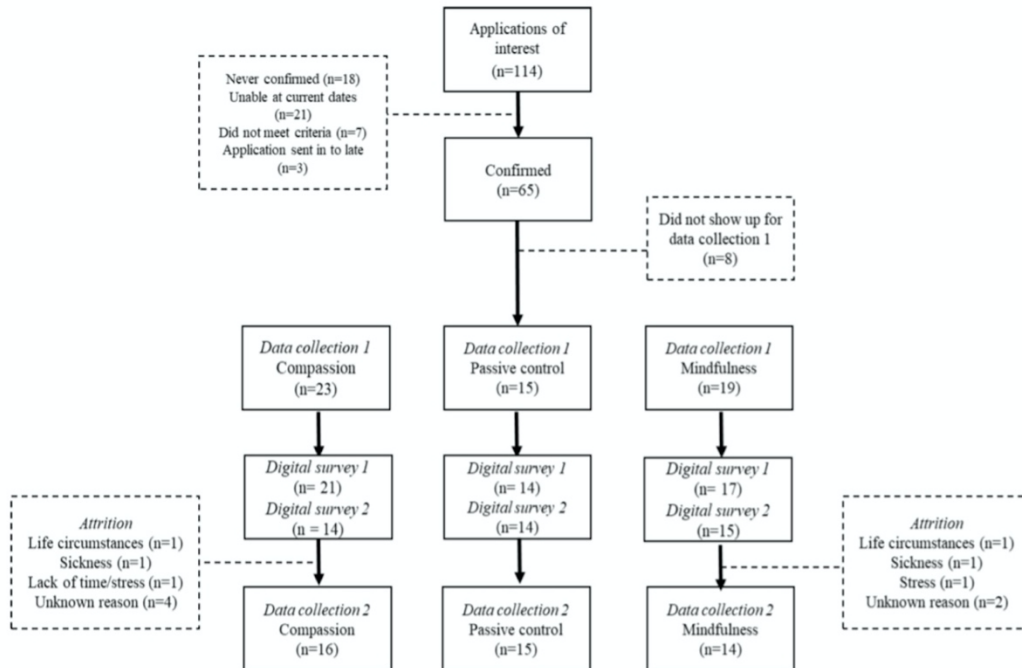 Applications of
interest
(n=114)
Never confirmed (n=18)
Unable at current dates
(n=21)
Did not meet criteria (n=7)
Application sent in to late
(n=3)
Confirmed
(n=65)
Did not show up for
data collection 1
(n=8)
Data collection 1
Compassion
(n=23)
Data collection 1
Passive control
(n=15)
Data collection 1
Mindfulness
(n=19)
Digital survey 1
(n= 21)
Digital survey 2
(n = 14)
Digital survey 1
(n= 14)
Digital survey 2
(n=14)
Digital survey 1
(n= 17)
Digital survey 2
(n=15)
Attrition
Life circumstances (n=1)
Sickness (n=1)
Lack of time/stress (n=1)
Unknown reason (n=4)
Attrition
Life circumstances (n=1)
Sickness (n=1)
Stress (n=1)
Unknown reason (n=2)
Data collection 2
Compassion
(n=16)
Data collection 2
Passive control
(n=15)
Data collection 2
Mindfulness
(n=14)